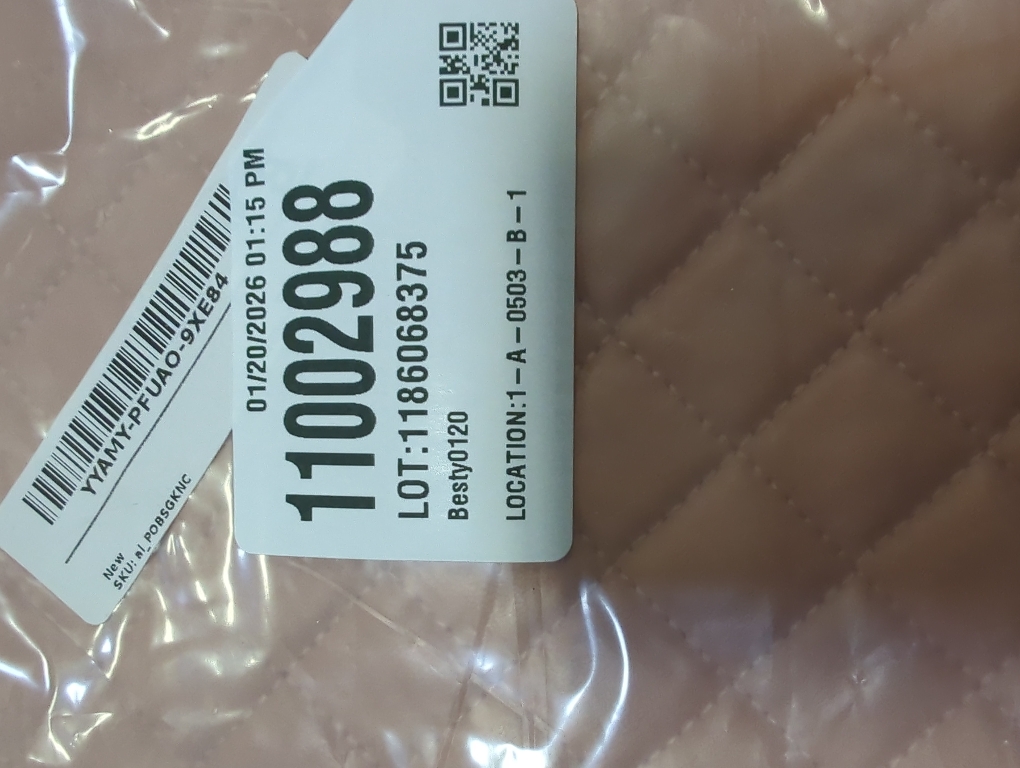 01/20/2026 01:15 PM
11002988
LOT:1186068375
Besty0120
LOCATION:1-A-0503-B-1
YYAMY-PFUAO-9XE84
New
SKU: al_POBSGKNC